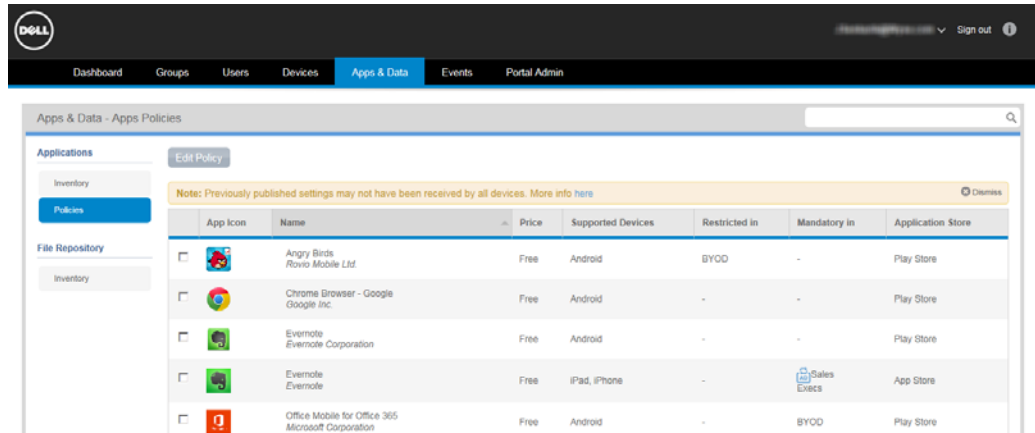 DELL
Sign out
Dashboard Groups Users Devices Apps & Data Events Portal Admin
Apps & Data - Apps Policies
Applications
Inventory
Policies
File Repository
Inventory
Edit Policy
Note: Previously published settings may not have been received by all devices. More info here Dismiss
App Icon Name Price Supported Devices Restricted in Mandatory in Application Store
Angry Birds
Rovio Mobile Ltd.
Free Android BYOD - Play Store
Chrome Browser - Google
Google Inc.
Free Android - - Play Store
Evernote
Evernote Corporation
Free Android - - Play Store
Evernote
Evernote
Free iPad, iPhone - Sales Execs App Store
Office Mobile for Office 365
Microsoft Corporation
Free Android - BYOD Play Store